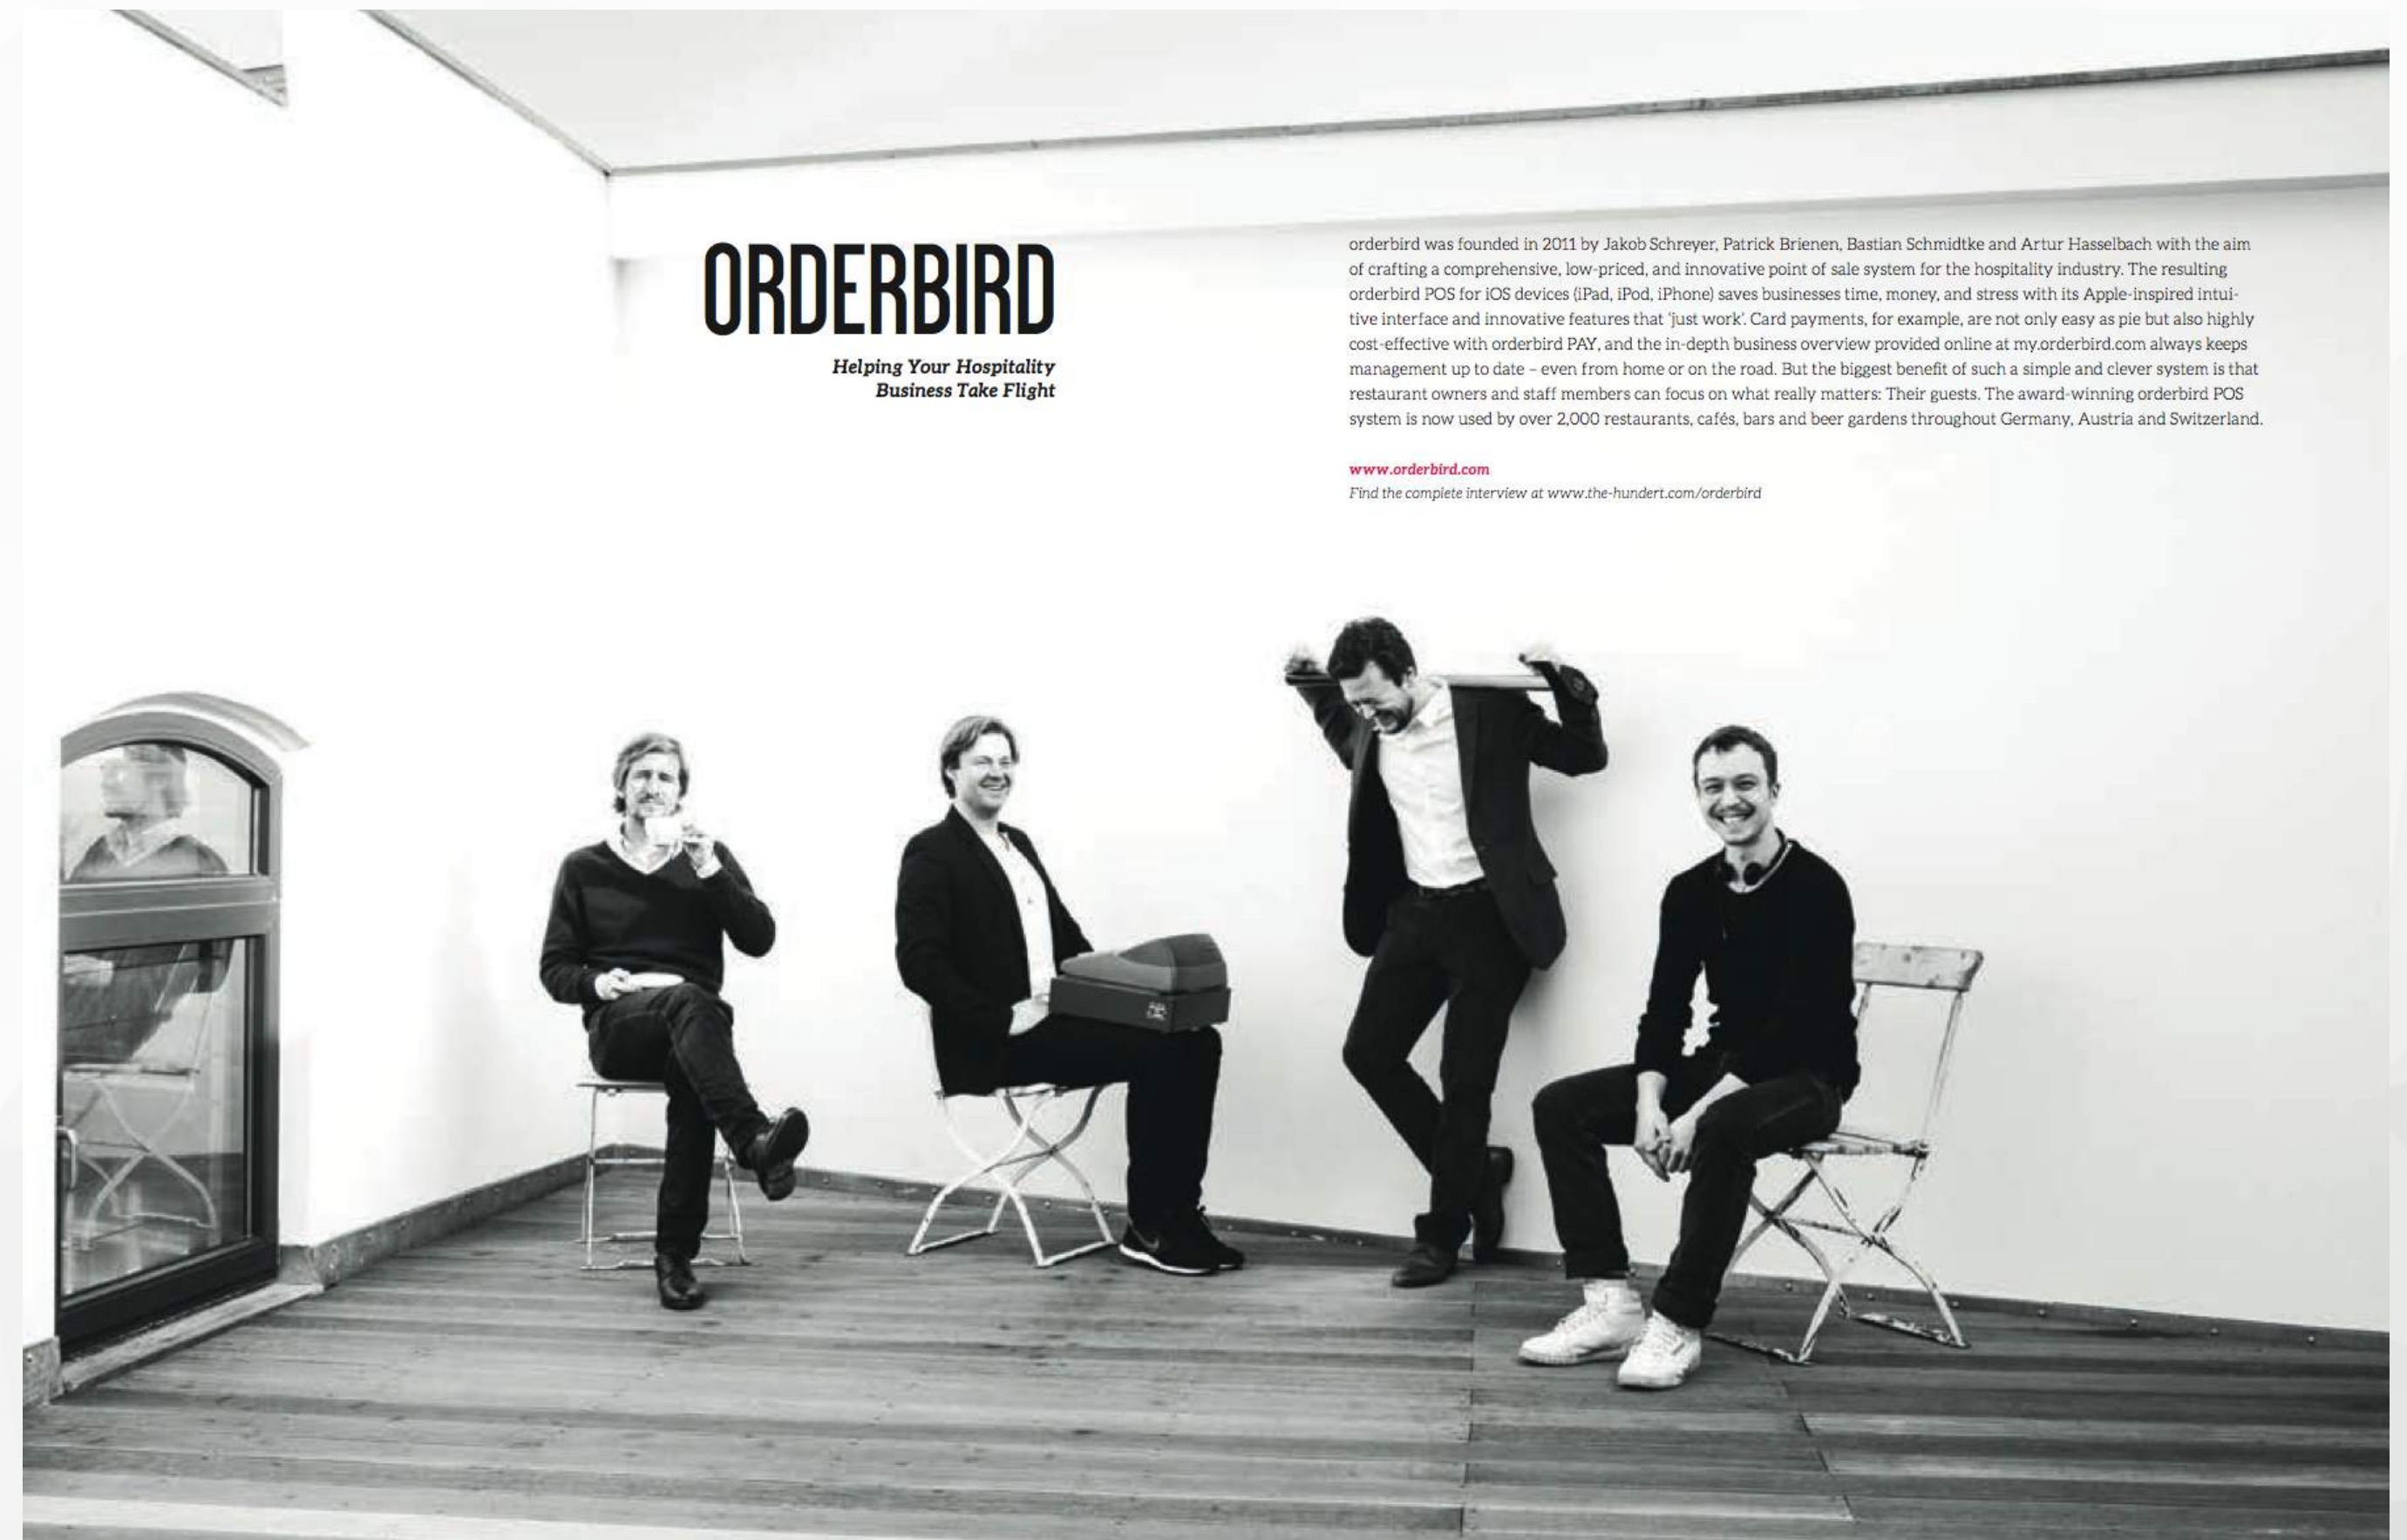 ORDERBIRD
Helping Your Hospitality
Business Take Flight
orderbird was founded in 2011 by Jakob Schreyer, Patrick Brienen, Bastian Schmidtke and Artur Hasselbach with the aim
of crafting a comprehensive, low-priced, and innovative point of sale system for the hospitality industry. The resulting
orderbird POS for iOS devices (iPad, iPod, iPhone) saves businesses time, money, and stress with its Apple-inspired intui-
tive interface and innovative features that ‘just work’. Card payments, for example, are not only easy as pie but also highly
cost-effective with orderbird PAY, and the in-depth business overview provided online at my.orderbird.com always keeps
management up to date – even from home or on the road. But the biggest benefit of such a simple and clever system is that
restaurant owners and staff members can focus on what really matters: Their guests. The award-winning orderbird POS
system is now used by over 2,000 restaurants, cafés, bars and beer gardens throughout Germany, Austria and Switzerland.
www.orderbird.com
Find the complete interview at www.the-hundert.com/orderbird